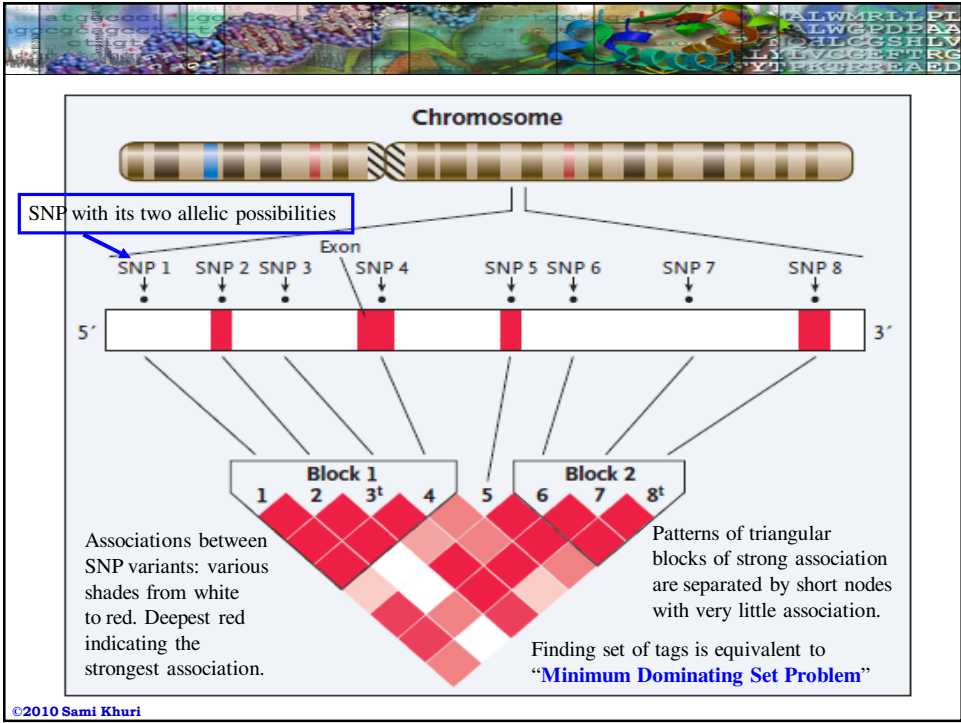 ALWMRLLPL
ALWGPDPAA
LYLVCGERTRG
YTPKTRREAED
Chromosome
SNP with its two allelic possibilities
Exon
SNP 1 SNP 2 SNP 3 SNP 4 SNP 5 SNP 6 SNP 7 SNP 8
5′ 3′
Block 1 Block 2
1 2 3t 4 5 6 7 8t
Associations between
SNP variants: various
shades from white
to red. Deepest red
indicating the
strongest association.
Patterns of triangular
blocks of strong association
are separated by short nodes
with very little association.
Finding set of tags is equivalent to
“Minimum Dominating Set Problem”
©2010 Sami Khuri